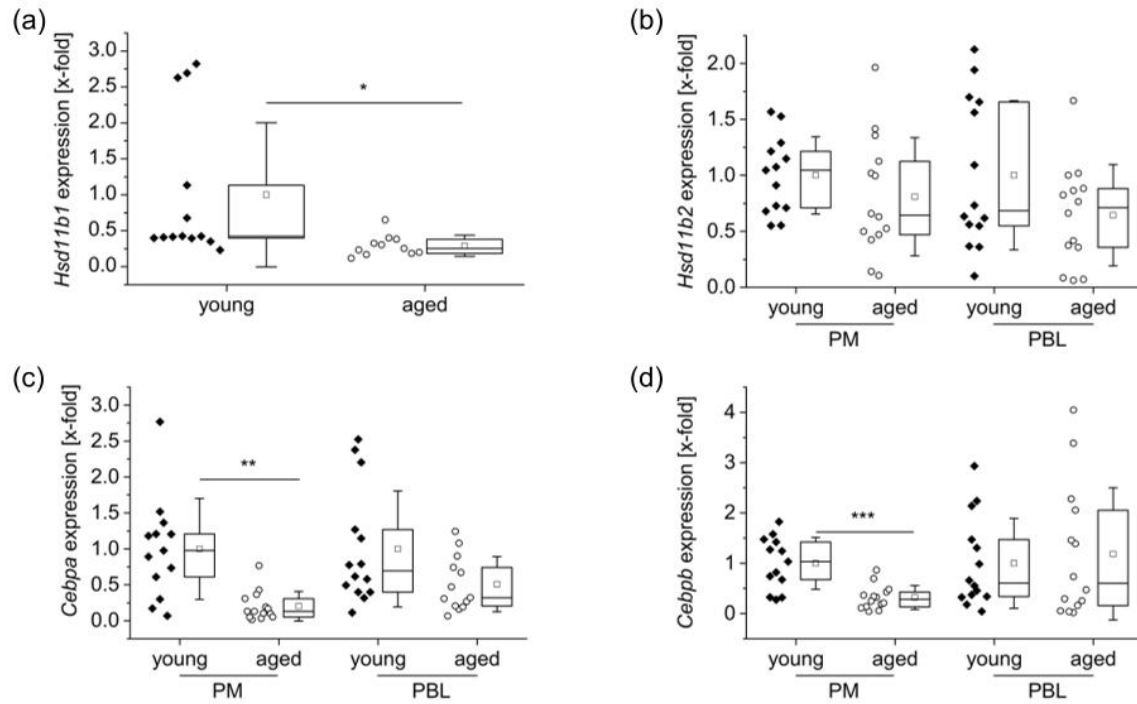 (a)
Hsd11b1 expression [x-fold]
3.0
2.5
2.0
1.5
1.0
0.5
0.0
*
young aged
(b)
Hsd11b2 expression [x-fold]
2.0
1.5
1.0
0.5
0.0
young aged young aged
PM PBL
(c)
Cebpa expression [x-fold]
3.0
2.5
2.0
1.5
1.0
0.5
0.0
**
young aged young aged
PM PBL
(d)
Cebpb expression [x-fold]
4
2
1
0
***
young aged young aged
PM PBL